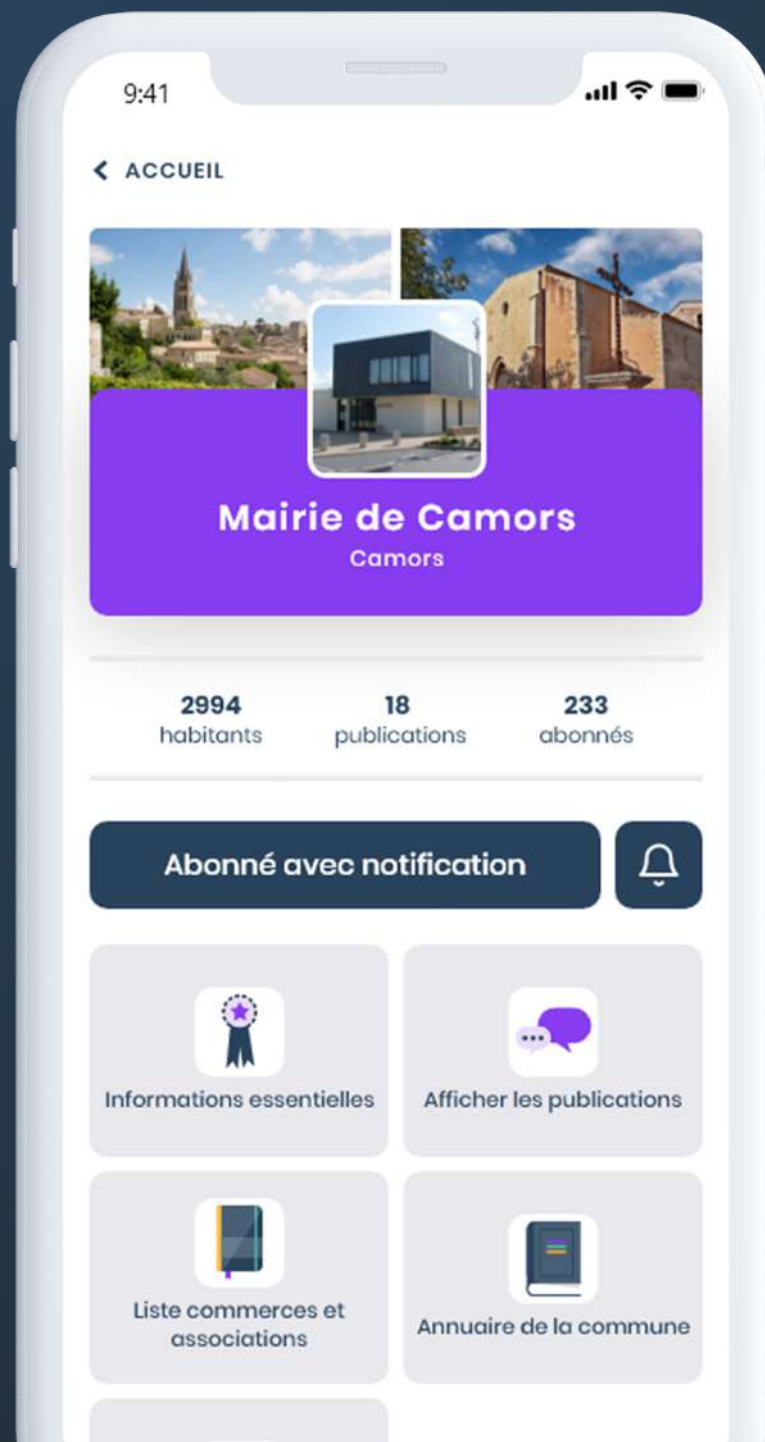 9:41
ACCUEIL
Mairie de Camors
Camors
2994 18 233
habitants publications abonnés
Abonné avec notification
Informations essentielles
Afficher les publications
Liste commerces et
associations
Annuaire de la commune